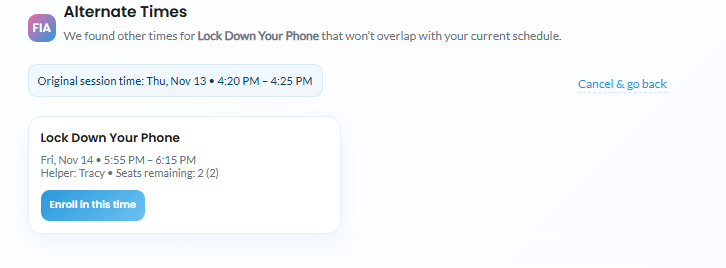 FIA
Alternate Times
We found other times for Lock Down Your Phone that won't overlap with your current schedule.
Original session time: Thu, Nov 13 • 4:20 PM – 4:25 PM
Cancel & go back
Lock Down Your Phone
Fri, Nov 14 • 5:55 PM – 6:15 PM
Helper: Tracy • Seats remaining: 2 (2)
Enroll in this time